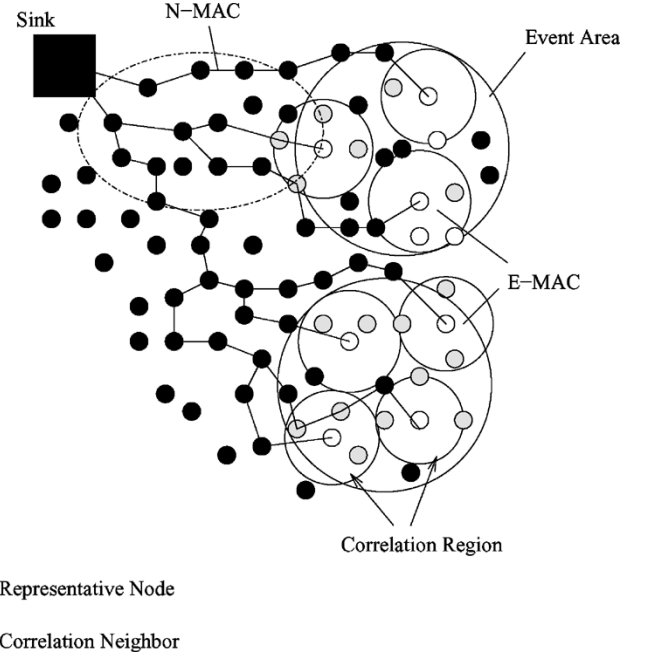 Sink
N−MAC
Event Area
E−MAC
Correlation Region
Representative Node
Correlation Neighbor